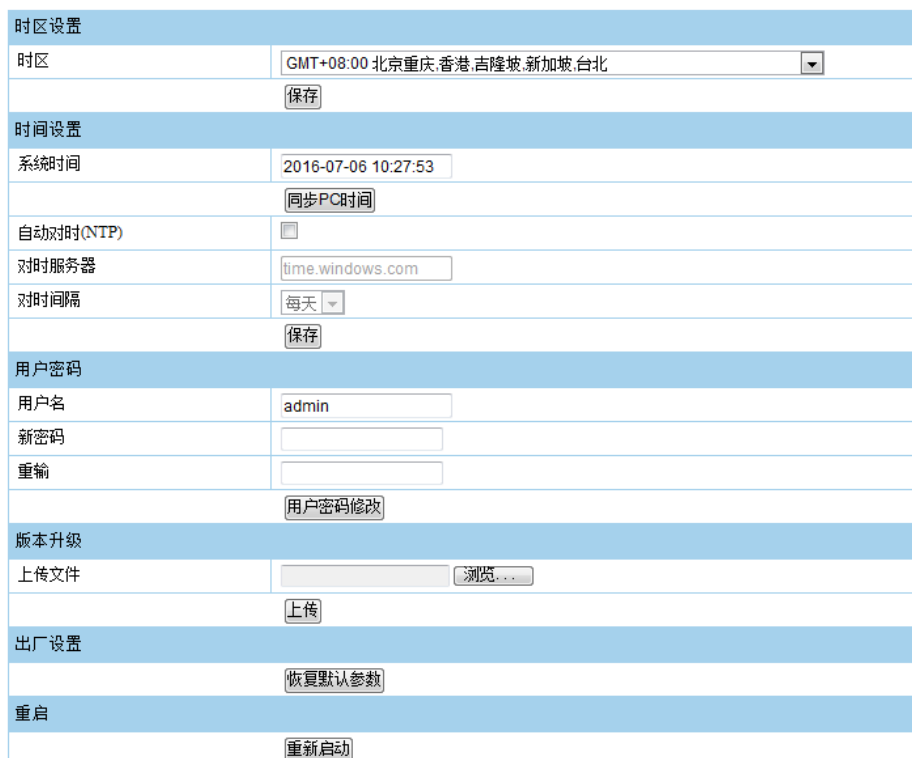 时区设置
时区 GMT+08:00 北京重庆,香港,吉隆坡,新加坡,台北
保存
时间设置
系统时间 2016-07-06 10:27:53
同步PC时间
自动对时(NTP)
对时服务器 time.windows.com
对时间隔 每天
保存
用户密码
用户名 admin
新密码
重输
用户密码修改
版本升级
上传文件 浏览...
上传
出厂设置
恢复默认参数
重启
重新启动